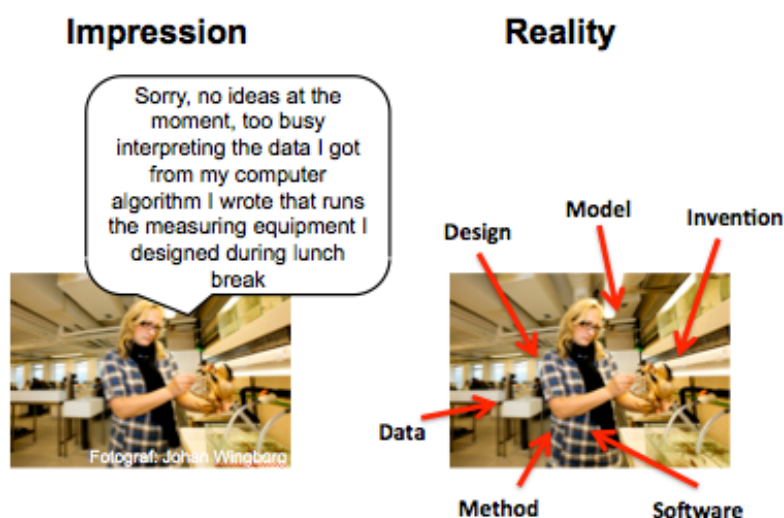 Impression
Reality
Sorry, no ideas at the
moment, too busy
interpreting the data I got
from my computer
algorithm I wrote that runs
the measuring equipment I
designed during lunch
break
Fotograf: Johan Wingborg
Design
Model
Invention
Data
Method
Software